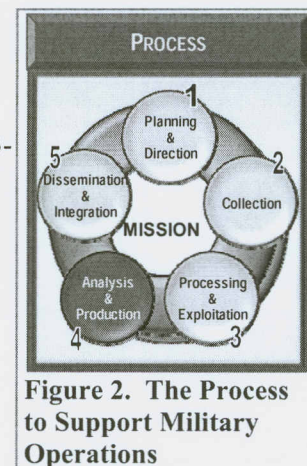 PROCESS
1
Planning
&
Direction
2
Collection
Processing
&
Exploitation
3
Analysis
&
Production
4
5
Dissemination
&
Integration
MISSION
Figure 2. The Process
to Support Military
Operations